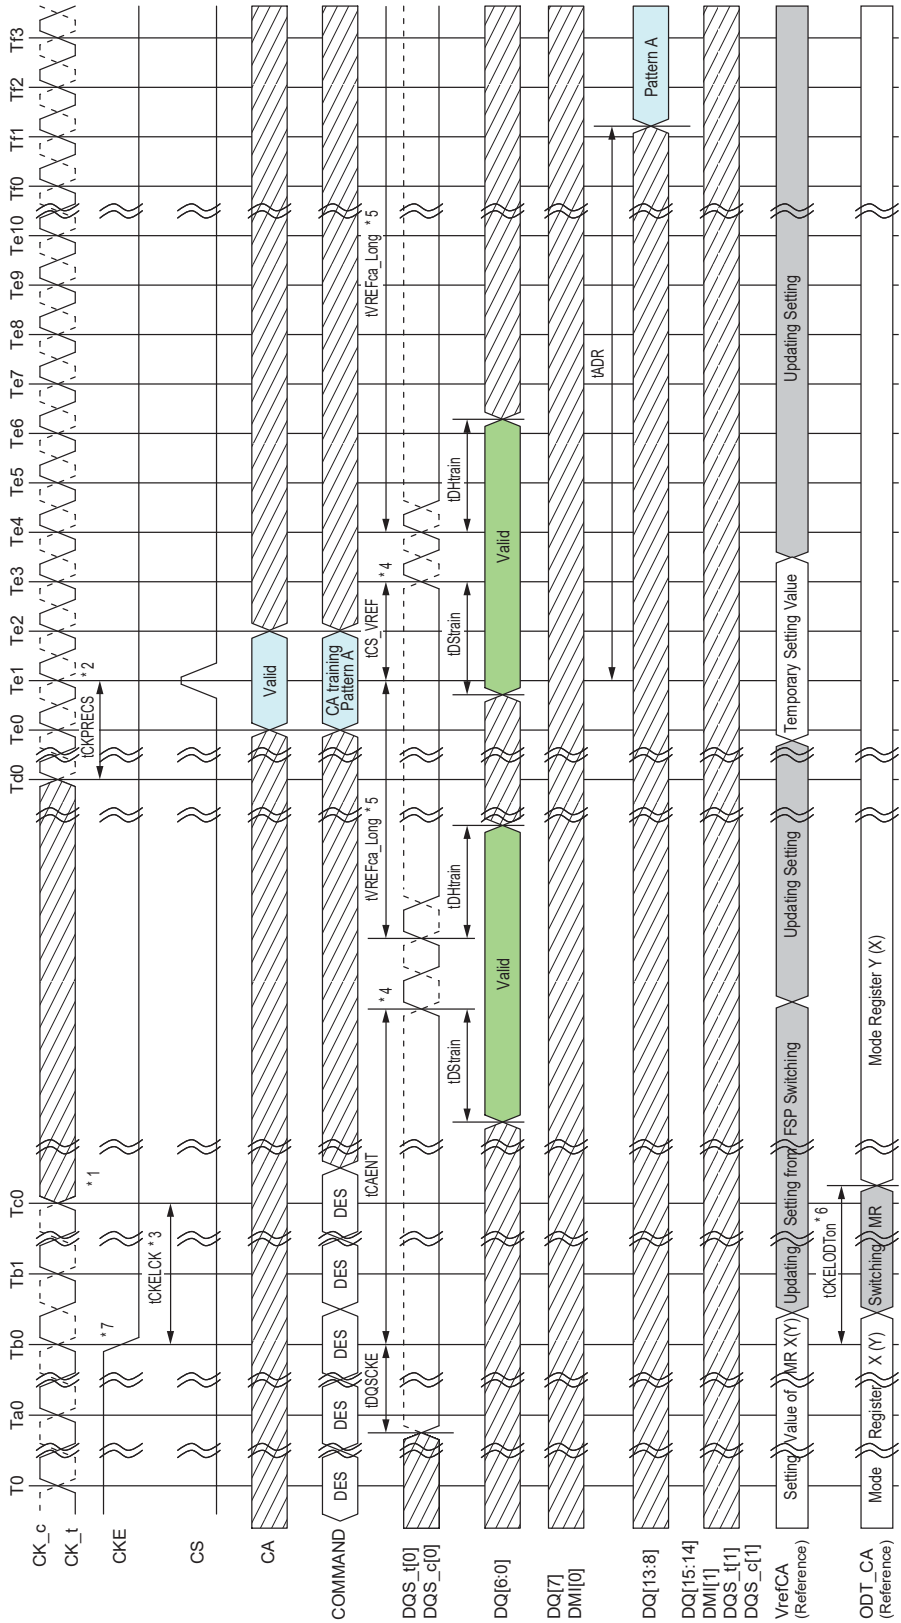 T0 Ta0 Tb0 Tb1 Tc0 Td0 Te0 Te1 Te2 Te3 Te4 Te5 Te6 Te7 Te8 Te9 Te10 Tf0 Tf1 Tf2 Tf3
CK_c
CK_t
*1
tCKPRECS *2
CKE
*7
tCKELCK *3
CS
CA
Valid
COMMAND
DES DES DES DES DES
CA training
Pattern A
tDQSCKE
tCAENT
*4
tVREFca_Long *5
tCS_VREF
*4
tVREFca_Long *5
DQS_t[0]
DQS_c[0]
tDStrain
tDHtrain
tDStrain
tDHtrain
DQ[6:0]
Valid
Valid
DQ[7]
DMI[0]
tADR
DQ[13:8]
Pattern A
DQ[15:14]
DMI[1]
DQS_t[1]
DQS_c[1]
VrefCA
(Reference)
Setting Value of MR X(Y)
Updating Setting from FSP Switching
Updating Setting
Temporary Setting Value
Updating Setting
tCKELODTon *6
ODT_CA
(Reference)
Mode Register X (Y)
Switching MR
Mode Register Y (X)